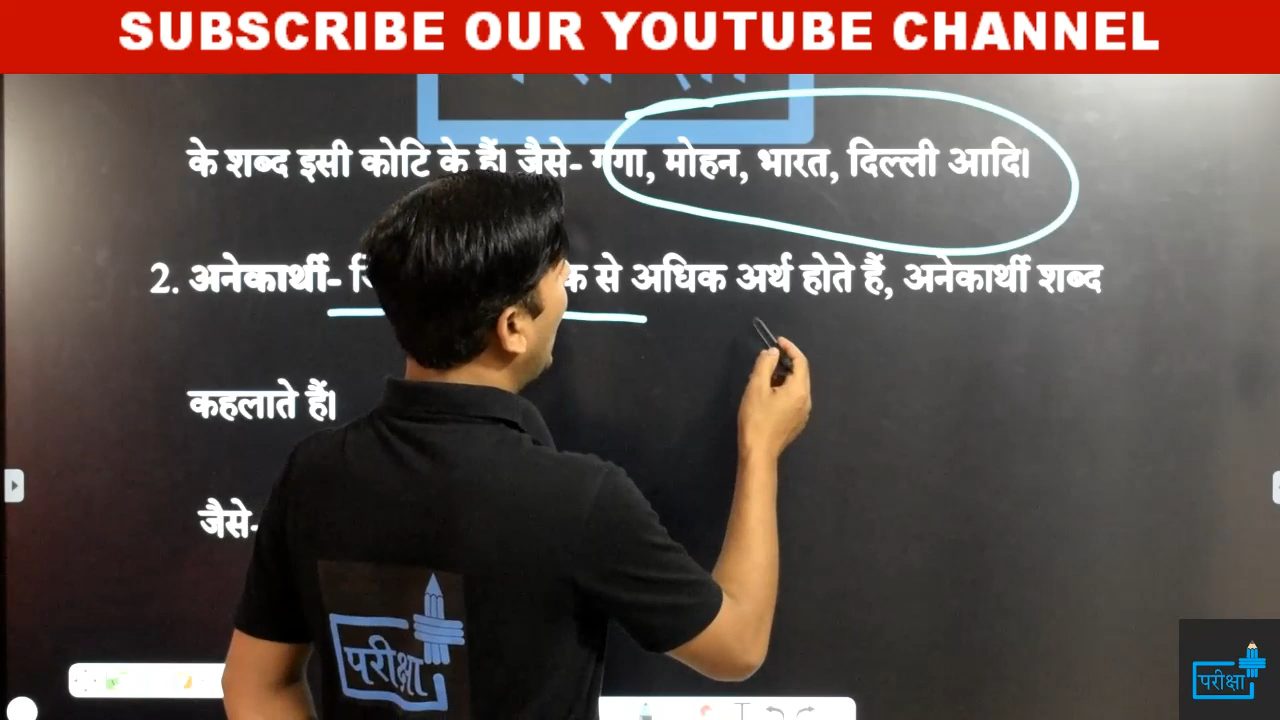 SUBSCRIBE OUR YOUTUBE CHANNEL
के शब्द इसी कोटि के हैं। जैसे- गंगा, मोहन, भारत, दिल्ली आदि।
2. अनेकार्थी- से अधिक अर्थ होते हैं, अनेकार्थी शब्द
कहलाते हैं।
जैसे-
परीक्षा
परीक्षा